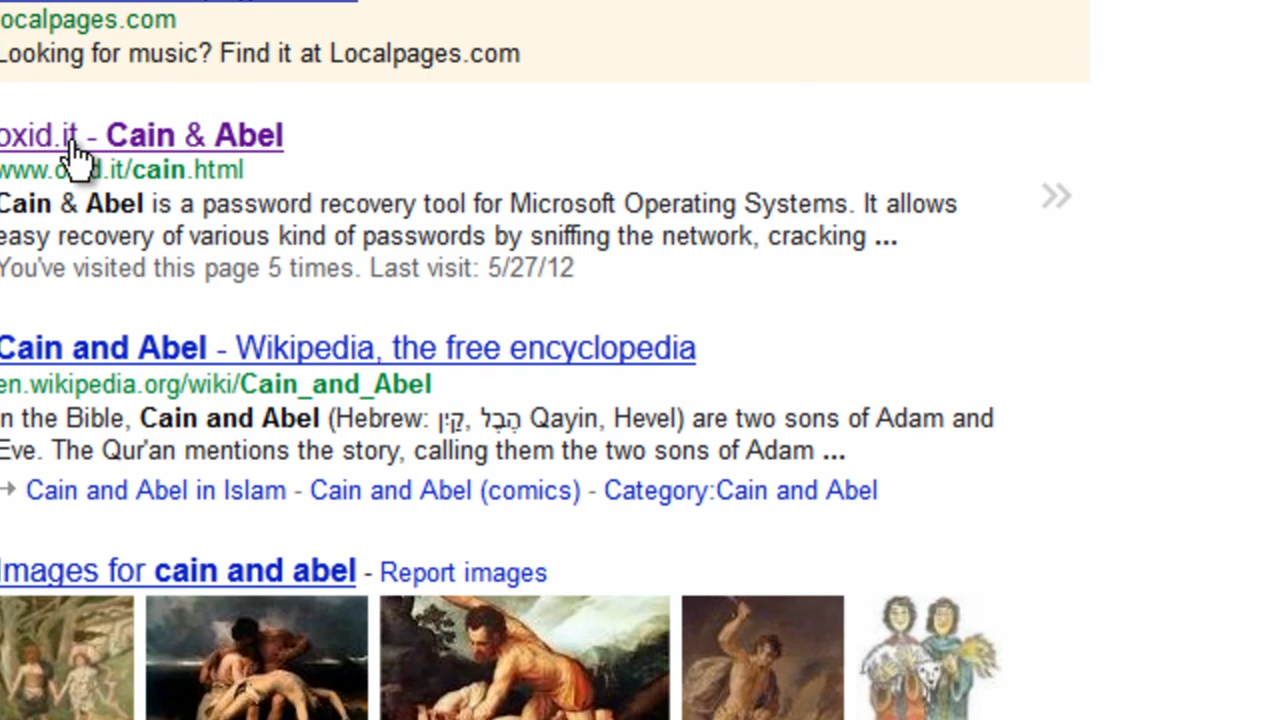 localpages.com
Looking for music? Find it at Localpages.com
oxid.it - Cain & Abel
www.oxid.it/cain.html
Cain & Abel is a password recovery tool for Microsoft Operating Systems. It allows
easy recovery of various kind of passwords by sniffing the network, cracking ...
You've visited this page 5 times. Last visit: 5/27/12
Cain and Abel - Wikipedia, the free encyclopedia
en.wikipedia.org/wiki/Cain_and_Abel
In the Bible, Cain and Abel (Hebrew: הֶבֶל ,קַיִן Qayin, Hevel) are two sons of Adam and
Eve. The Qur'an mentions the story, calling them the two sons of Adam ...
Cain and Abel in Islam - Cain and Abel (comics) - Category:Cain and Abel
Images for cain and abel - Report images